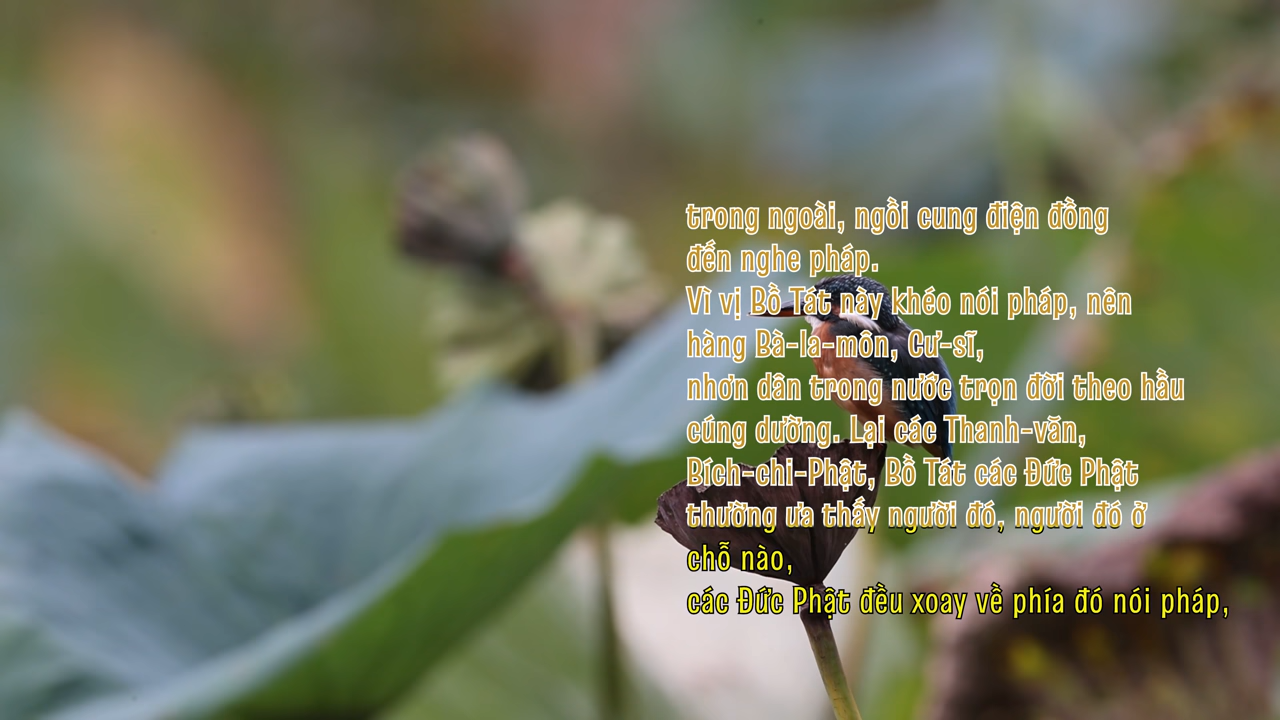 trong ngoài, ngồi cung điện đồng
đến nghe pháp.
Vì vị Bồ Tát này khéo nói pháp, nên
hàng Bà-la-môn, Cư-sĩ,
nhơn dân trong nước trọn đời theo hầu
cúng dường. Lại các Thanh-văn,
Bích-chi-Phật, Bồ Tát các Đức Phật
thường ưa thấy người đó, người đó ở
chỗ nào,
các Đức Phật đều xoay về phía đó nói pháp,